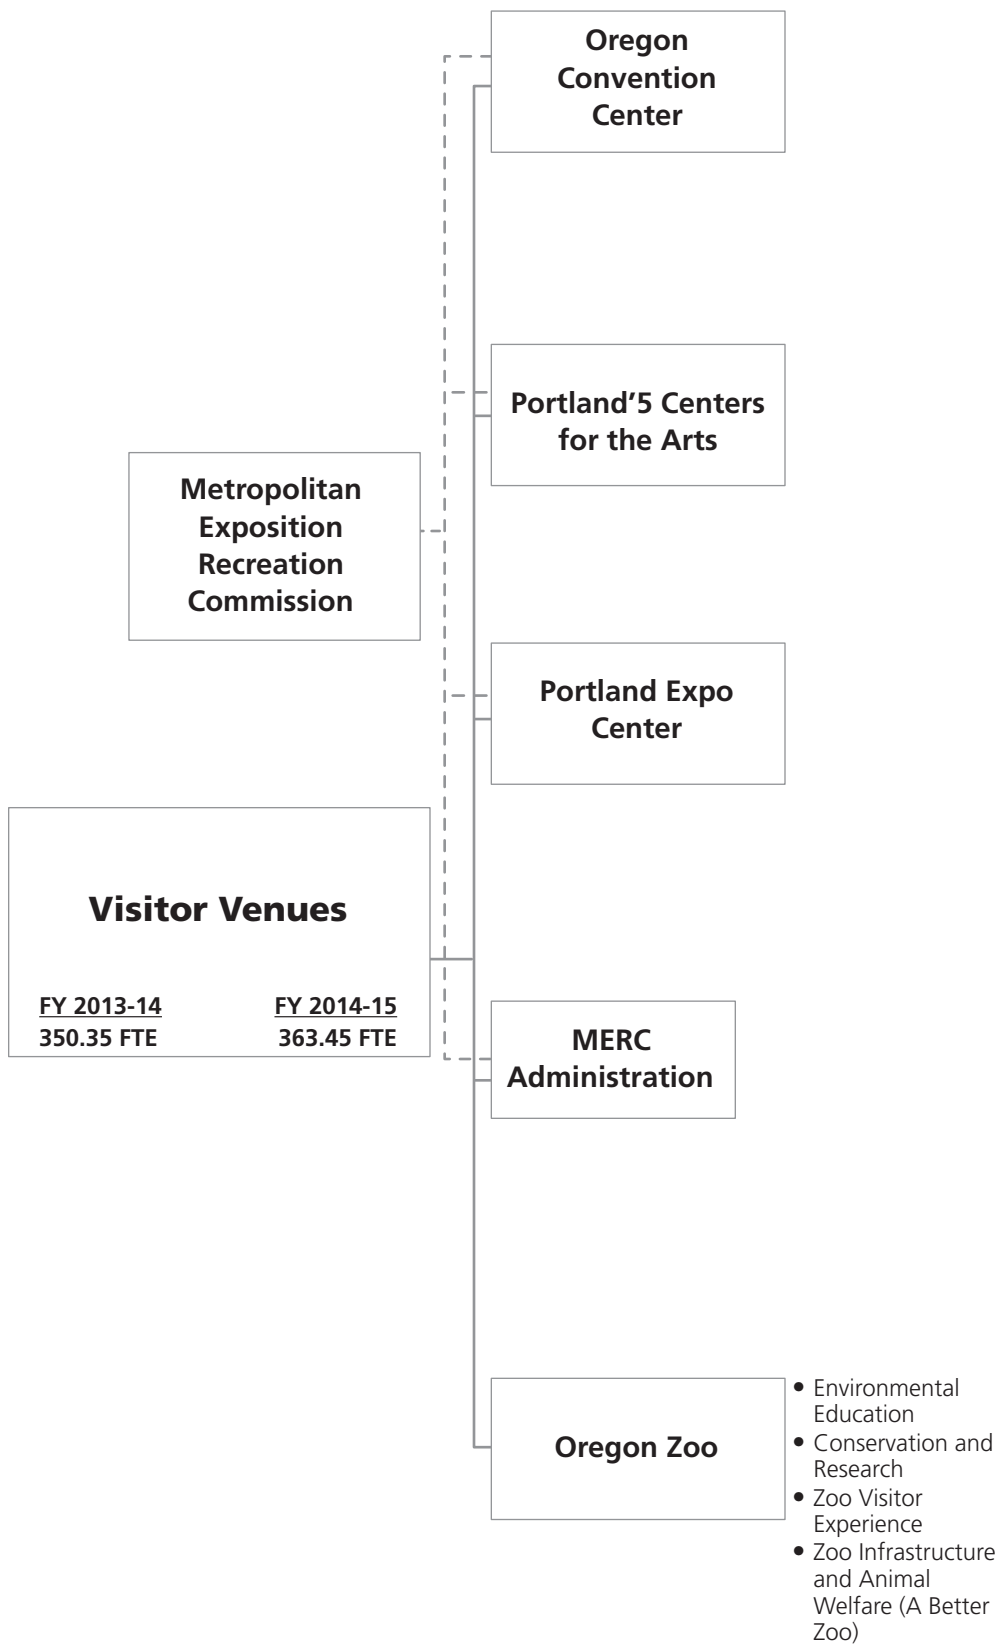 Oregon
Convention
Center
Portland’5 Centers
for the Arts
Metropolitan
Exposition
Recreation
Commission
Portland Expo
Center
Visitor Venues
FY 2013-14 FY 2014-15
350.35 FTE 363.45 FTE
MERC
Administration
Oregon Zoo
• Environmental
Education
• Conservation and
Research
• Zoo Visitor
Experience
• Zoo Infrastructure
and Animal
Welfare (A Better
Zoo)